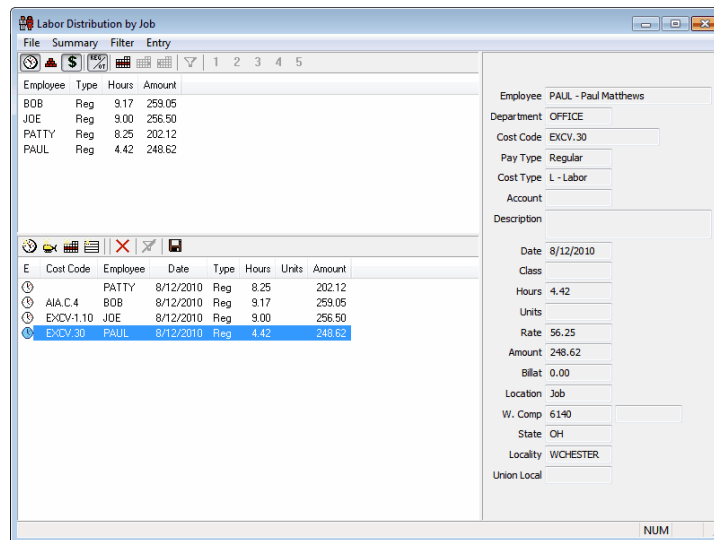 Labor Distribution by Job
File Summary Filter Entry
$ REG/OT 1 2 3 4 5
Employee Type Hours Amount
BOB Reg 9.17 259.05
JOE Reg 9.00 256.50
PATTY Reg 8.25 202.12
PAUL Reg 4.42 248.62
E Cost Code Employee Date Type Hours Units Amount
PATTY 8/12/2010 Reg 8.25 202.12
AIA.C.4 BOB 8/12/2010 Reg 9.17 259.05
EXCV-1.10 JOE 8/12/2010 Reg 9.00 256.50
EXCV.30 PAUL 8/12/2010 Reg 4.42 248.62
Employee PAUL - Paul Matthews
Department OFFICE
Cost Code EXCV.30
Pay Type Regular
Cost Type L - Labor
Account
Description
Date 8/12/2010
Class
Hours 4.42
Units
Rate 56.25
Amount 248.62
Billat 0.00
Location Job
W. Comp 6140
State OH
Locality WCHESTER
Union Local
NUM